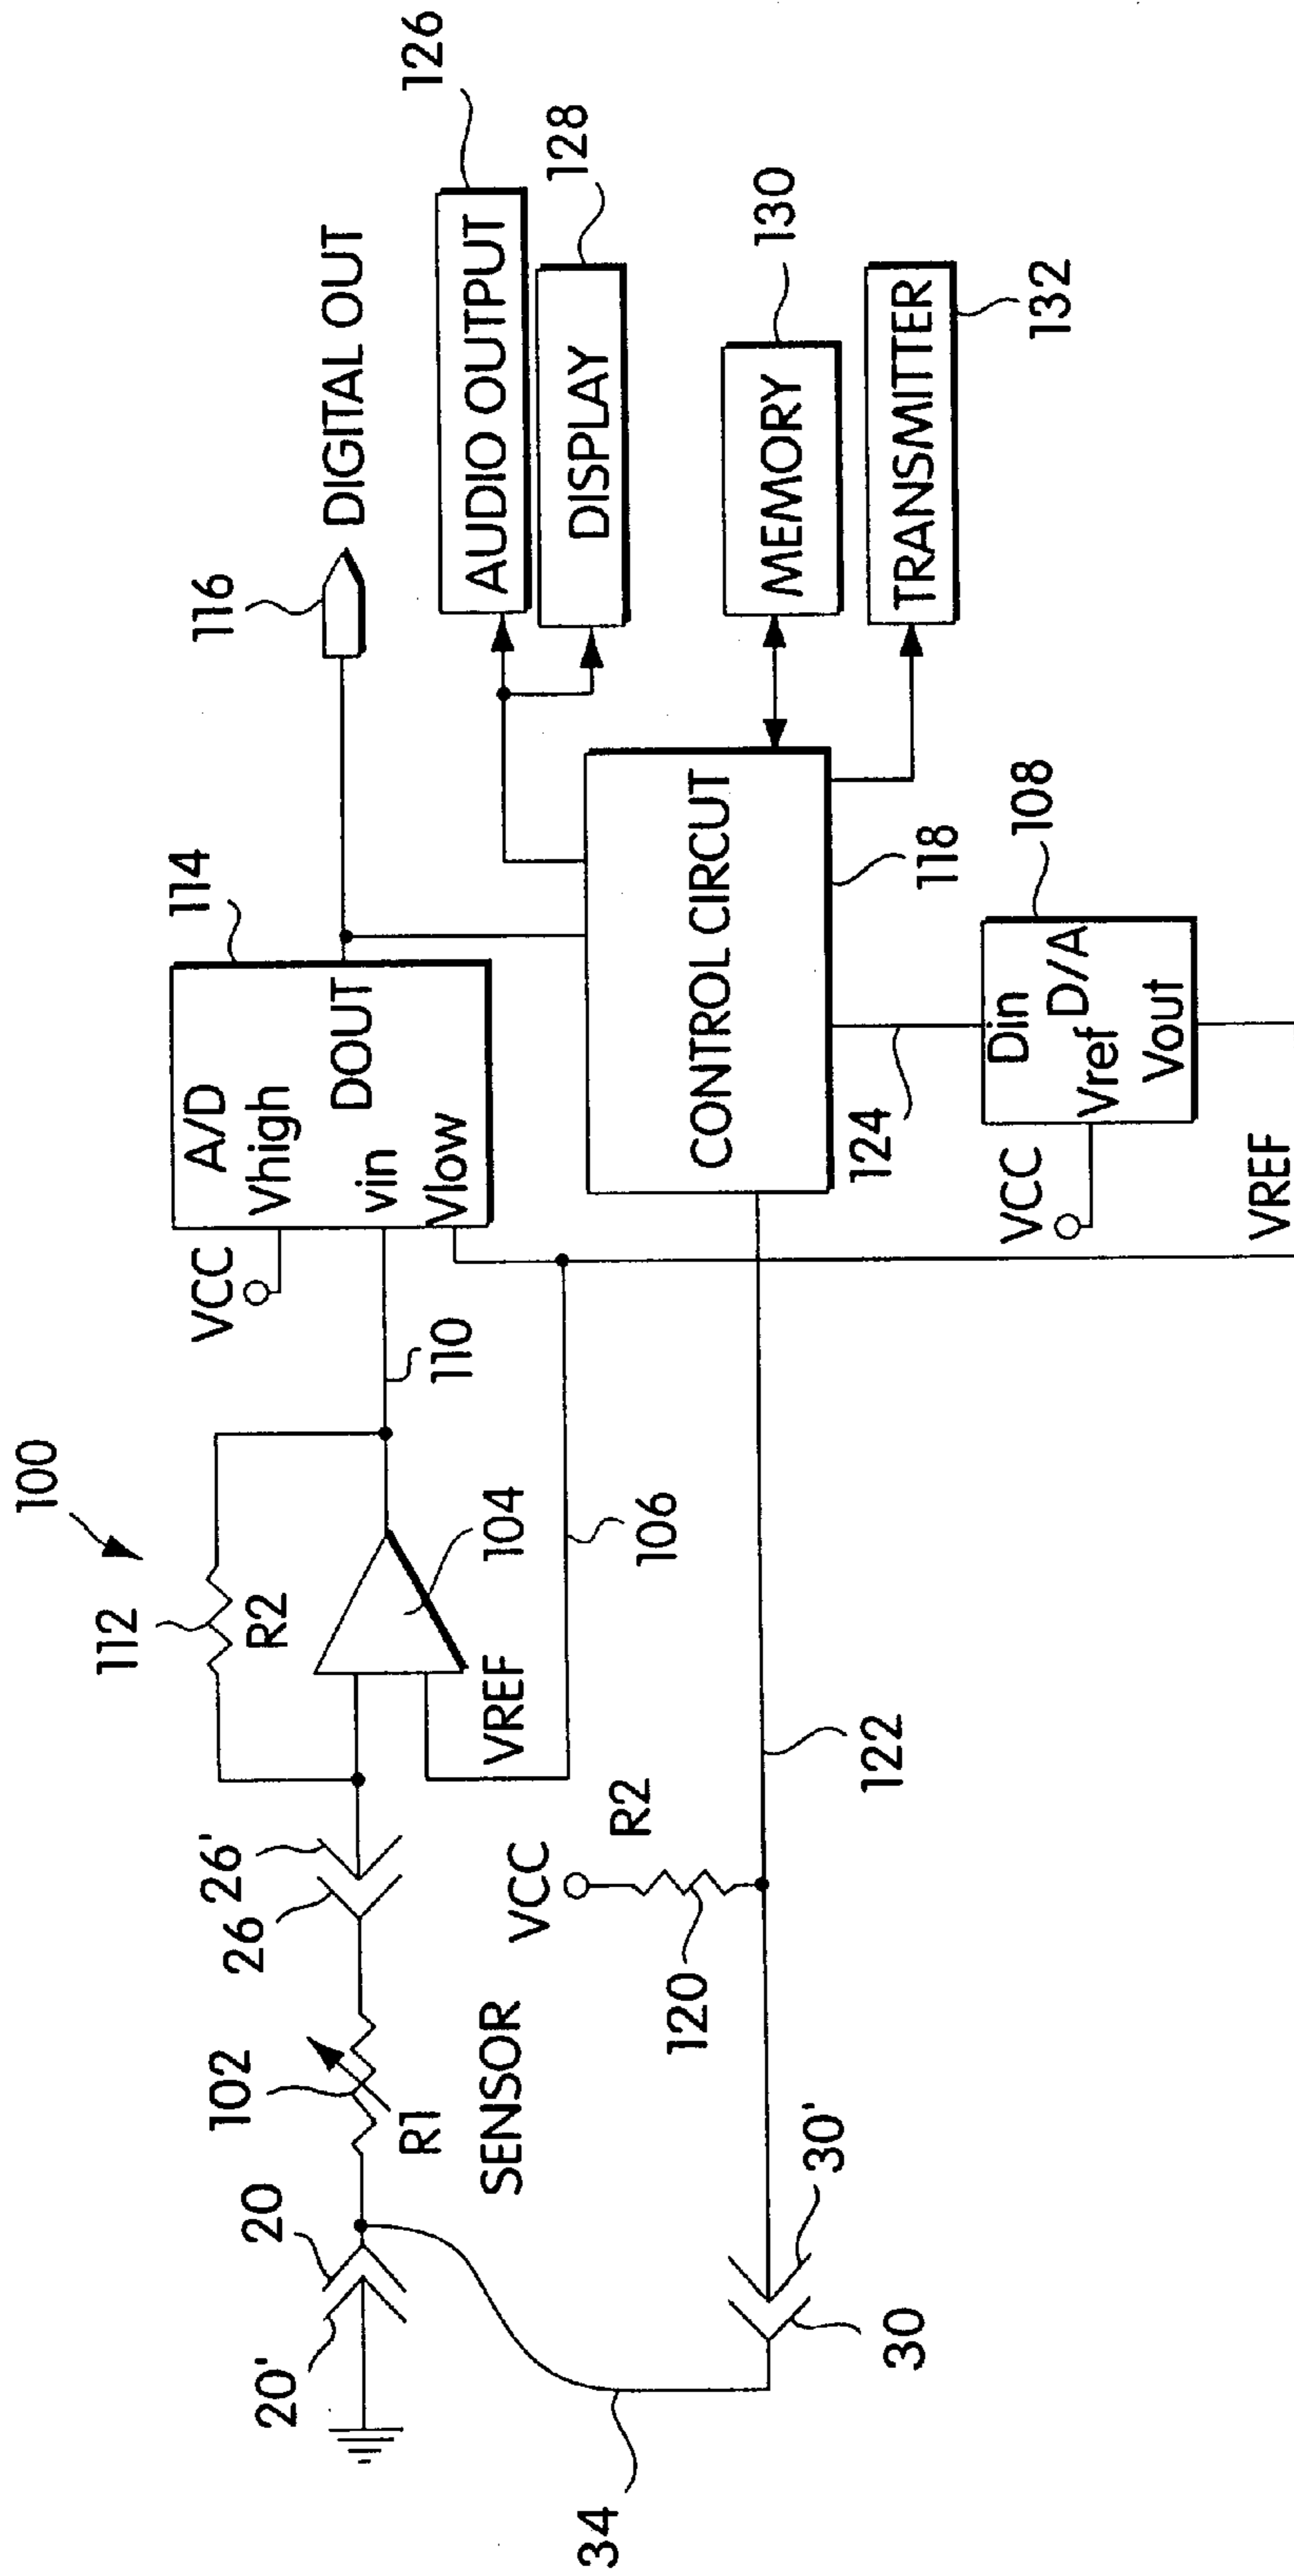 100
112
R2
114
A/D
Vhigh
VCC
DOUT
vin
Vlow
116
DIGITAL OUT
126
AUDIO OUTPUT
128
DISPLAY
20'
20
102
R1
SENSOR
26
26'
104
VREF
110
106
VCC
R2
120
122
CONTROL CIRCUT
118
130
MEMORY
TRANSMITTER
132
34
30
30'
124
108
VCC
Din
D/A
Vref
Vout
VREF